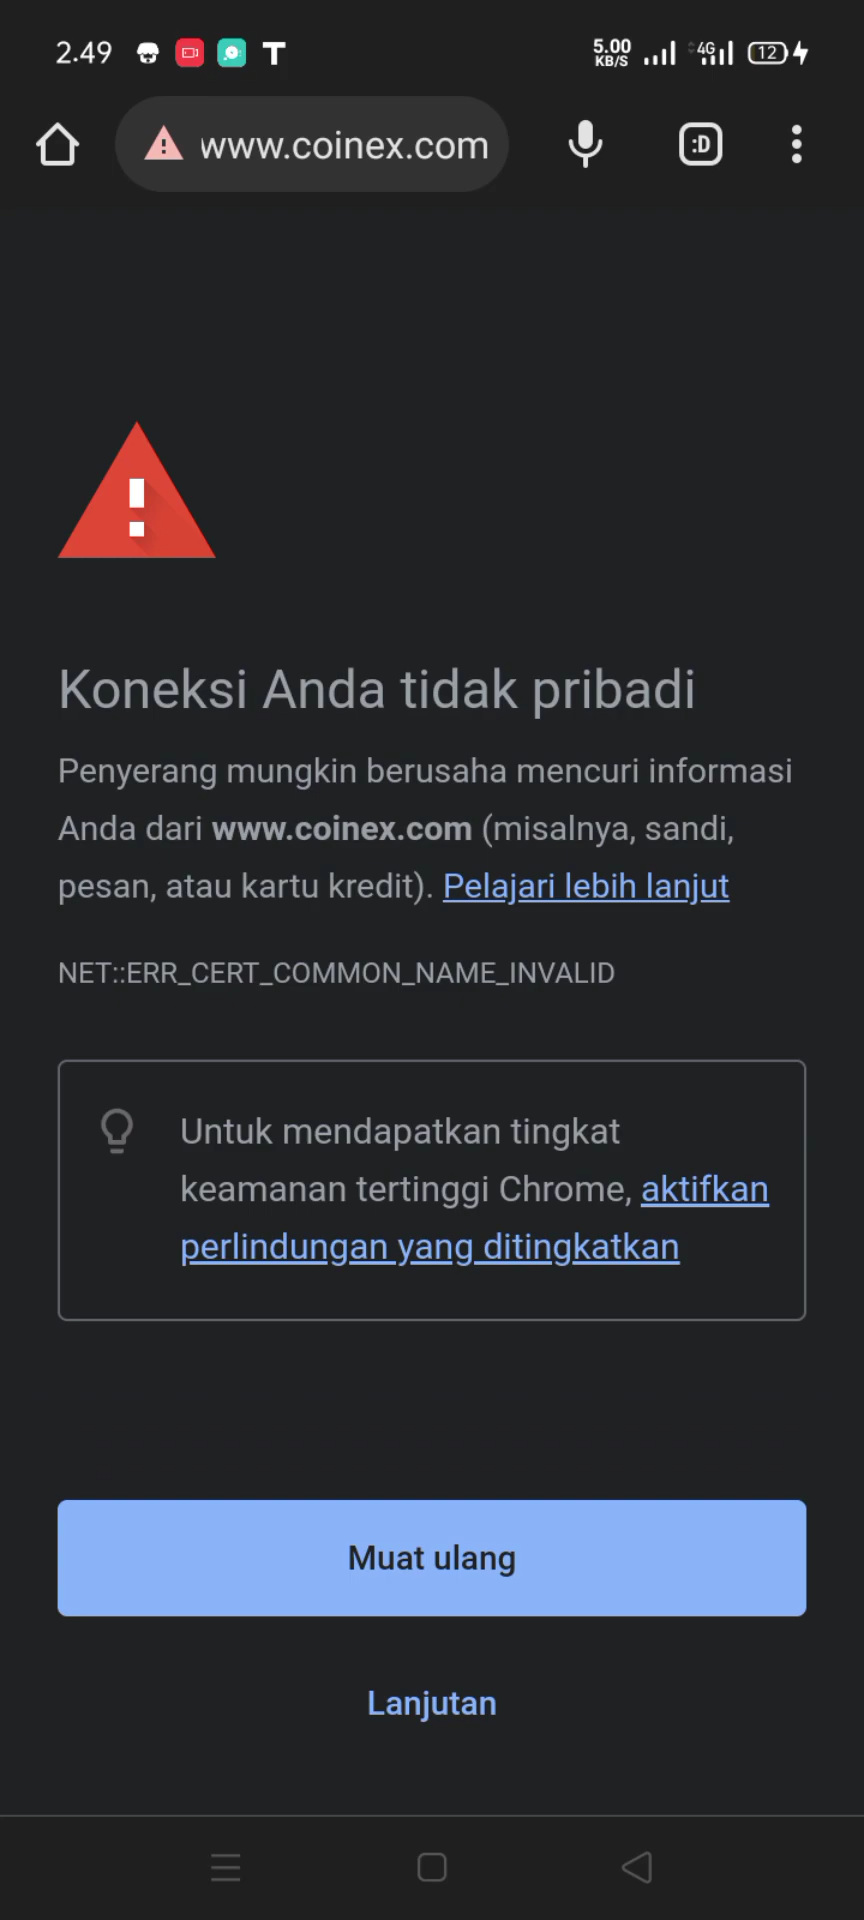 2.49 T 5.00 KB/S 4G 12
www.coinex.com :D
Koneksi Anda tidak pribadi
Penyerang mungkin berusaha mencuri informasi
Anda dari www.coinex.com (misalnya, sandi,
pesan, atau kartu kredit). Pelajari lebih lanjut
NET::ERR_CERT_COMMON_NAME_INVALID
Untuk mendapatkan tingkat
keamanan tertinggi Chrome, aktifkan
perlindungan yang ditingkatkan
Muat ulang
Lanjutan